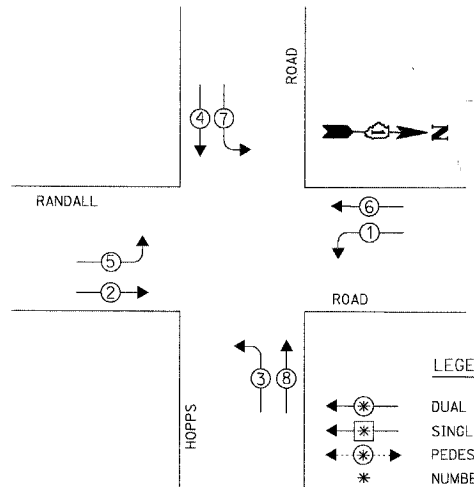 ROAD
4
7
N
RANDALL
6
1
5
2
ROAD
3
8
HOPPS
LEGE
* DUAL
* SINGL
* PEDES
* NUMBE